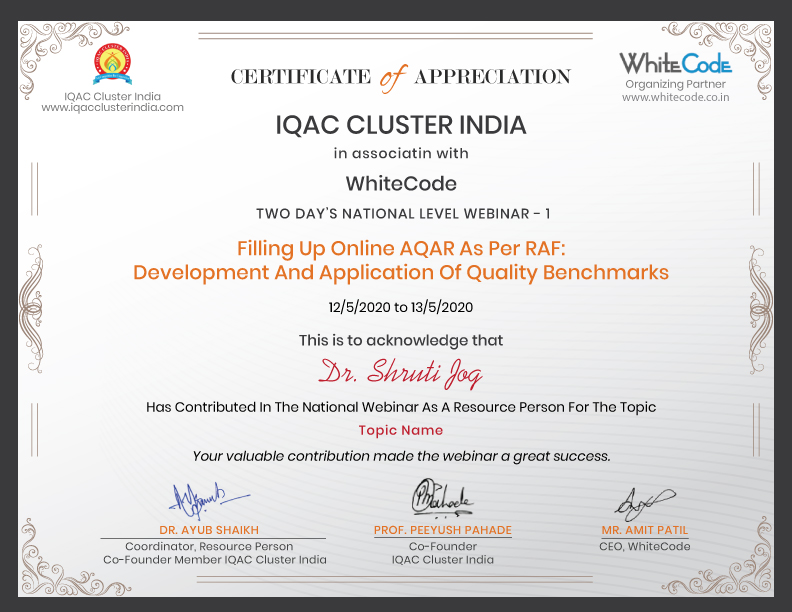 IQAC Cluster India
www.iqacclusterindia.com
CERTIFICATE of APPRECIATION
WhiteCode
Organizing Partner
www.whitecode.co.in
IQAC CLUSTER INDIA
in associatin with
WhiteCode
TWO DAY'S NATIONAL LEVEL WEBINAR - 1
Filling Up Online AQAR As Per RAF:
Development And Application Of Quality Benchmarks
12/5/2020 to 13/5/2020
This is to acknowledge that
Dr. Shruti Jog
Has Contributed In The National Webinar As A Resource Person For The Topic
Topic Name
Your valuable contribution made the webinar a great success.
DR. AYUB SHAIKH
Coordinator, Resource Person
Co-Founder Member IQAC Cluster India
PMPahade
PROF. PEEYUSH PAHADE
Co-Founder
IQAC Cluster India
MR. AMIT PATIL
CEO, WhiteCode